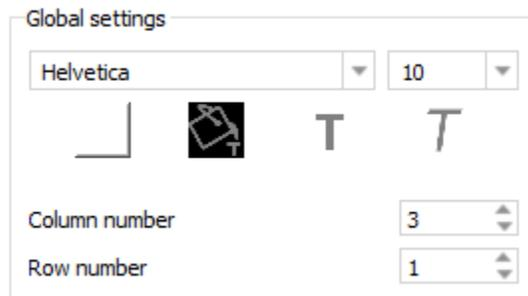 Global settings
Helvetica 10
T T T
Column number 3
Row number 1